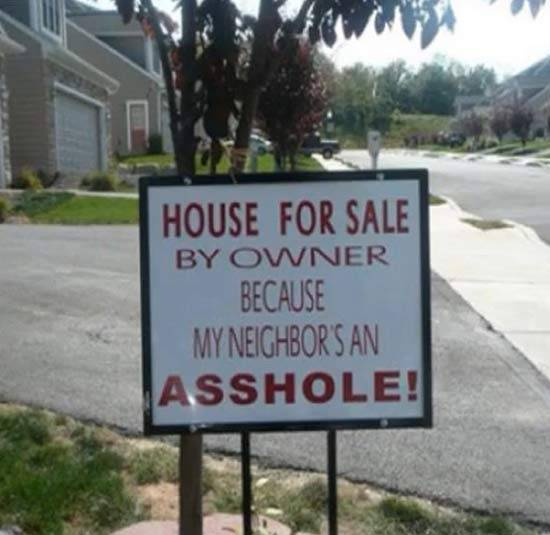 HOUSE FOR SALE
BY OWNER
BECAUSE
MY NEIGHBOR'S AN
ASSHOLE!